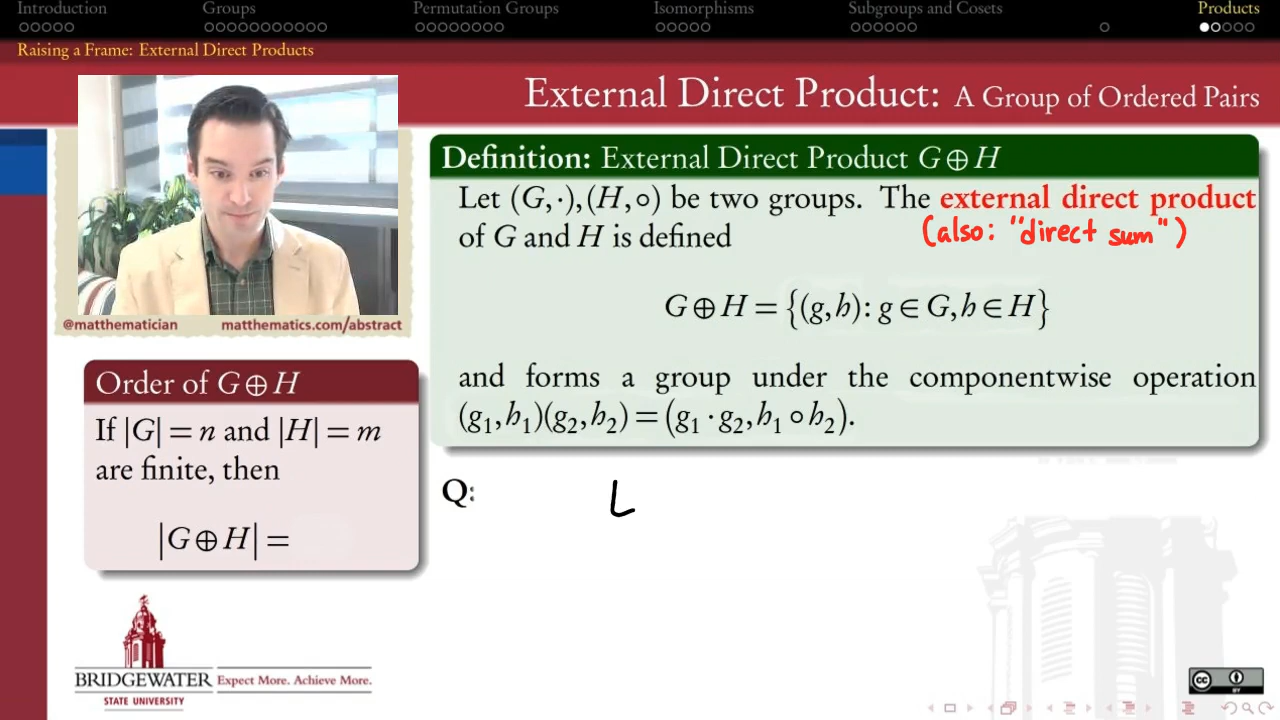 Introduction Groups Permutation Groups Isomorphisms Subgroups and Cosets Products
Raising a Frame: External Direct Products
External Direct Product: A Group of Ordered Pairs
@matthematician matthematics.com/abstract
Definition: External Direct Product G ⊕ H
Let (G, ·), (H, ∘) be two groups. The external direct product
of G and H is defined
(also: "direct sum")
G ⊕ H = {(g, h): g ∈ G, h ∈ H}
and forms a group under the componentwise operation
(g₁, h₁)(g₂, h₂) = (g₁ · g₂, h₁ ∘ h₂).
Order of G ⊕ H
If |G| = n and |H| = m
are finite, then
|G ⊕ H| =
Q: L
BRIDGEWATER Expect More. Achieve More.
STATE UNIVERSITY
cc